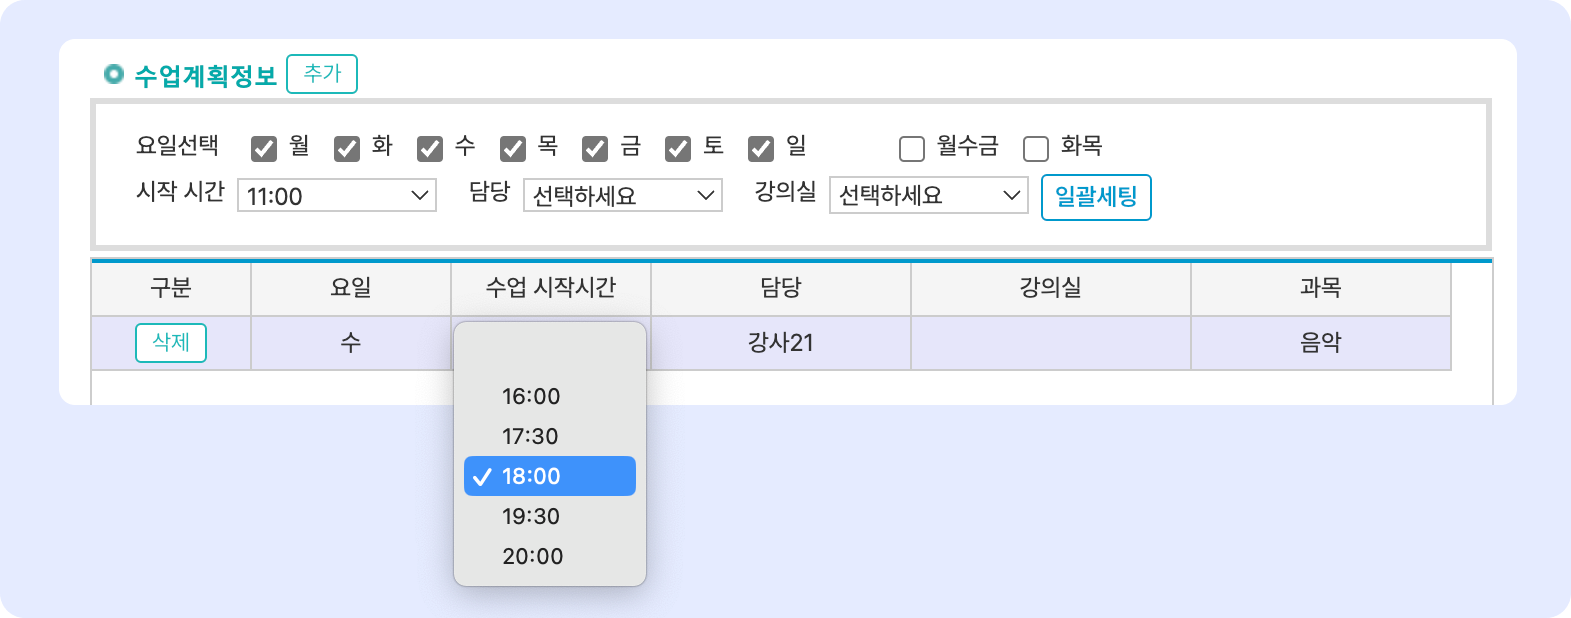 수업계획정보 추가
요일선택 월 화 수 목 금 토 일 월수금 화목
시작 시간 11:00 담당 선택하세요 강의실 선택하세요 일괄세팅
구분 요일 수업 시작시간 담당 강의실 과목
삭제 수 강사21 음악
16:00
17:30
18:00
19:30
20:00